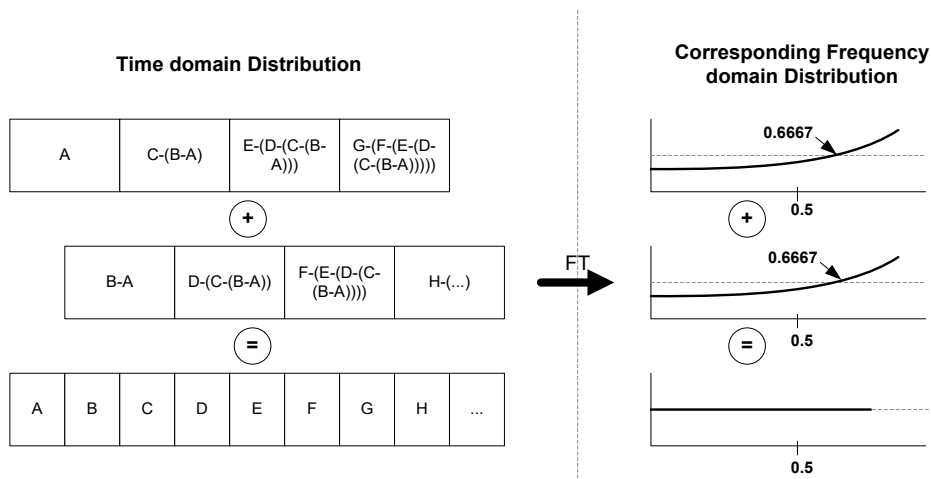 Time domain Distribution
Corresponding Frequency
domain Distribution
A
C-(B-A)
E-(D-(C-(B-
A)))
G-(F-(E-(D-
(C-(B-A)))))
0.6667
0.5
+
+
B-A
D-(C-(B-A))
F-(E-(D-(C-
(B-A))))
H-(...)
FT
0.6667
0.5
=
=
A
B
C
D
E
F
G
H
...
0.5